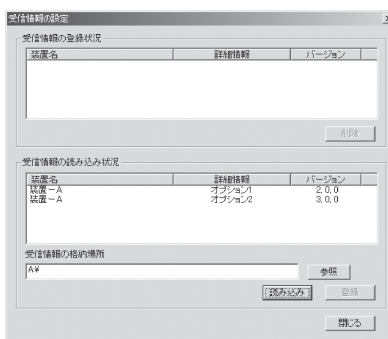 受信情報の設定
受信情報の登録状況
装置名 詳細情報 バージョン
削除
受信情報の読み込み状況
装置名 詳細情報 バージョン
装置－A オプション1 2,0,0
装置－A オプション2 3,0,0
受信情報の格納場所
A:¥
参照
読み込み 登録
閉じる